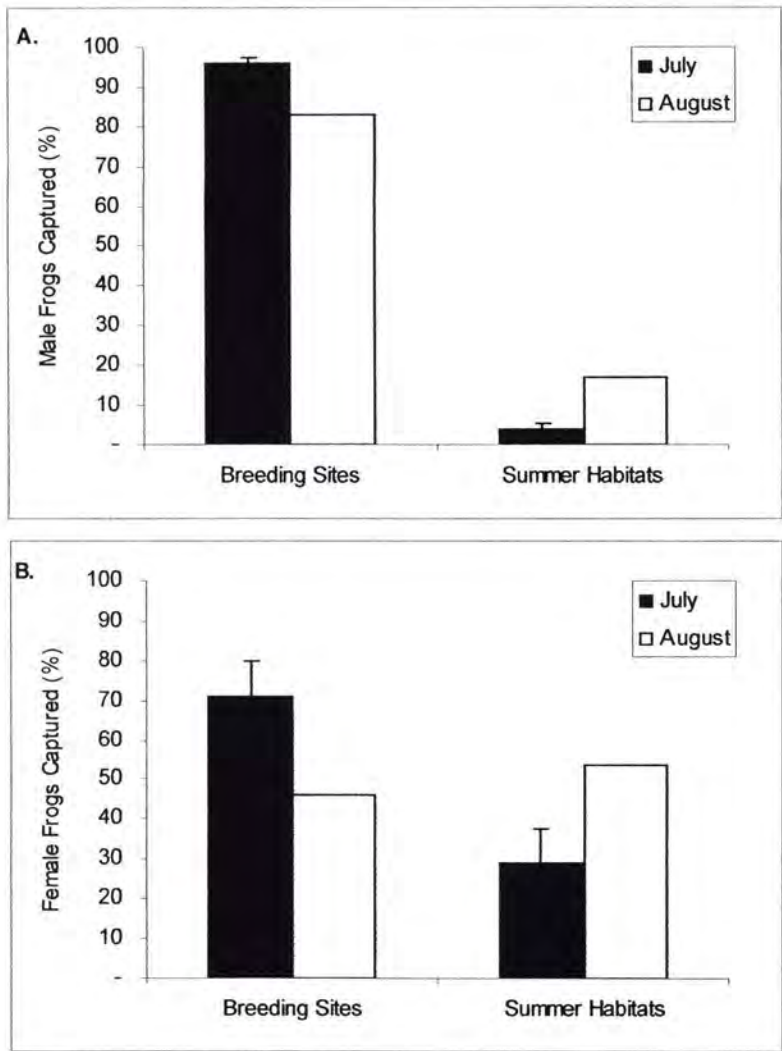 A.
Male Frogs Captured (%)
100
90
80
70
60
50
40
30
20
10
-
July
August
Breeding Sites
Summer Habitats
B.
Female Frogs Captured (%)
100
90
80
70
60
50
40
30
20
10
-
July
August
Breeding Sites
Summer Habitats